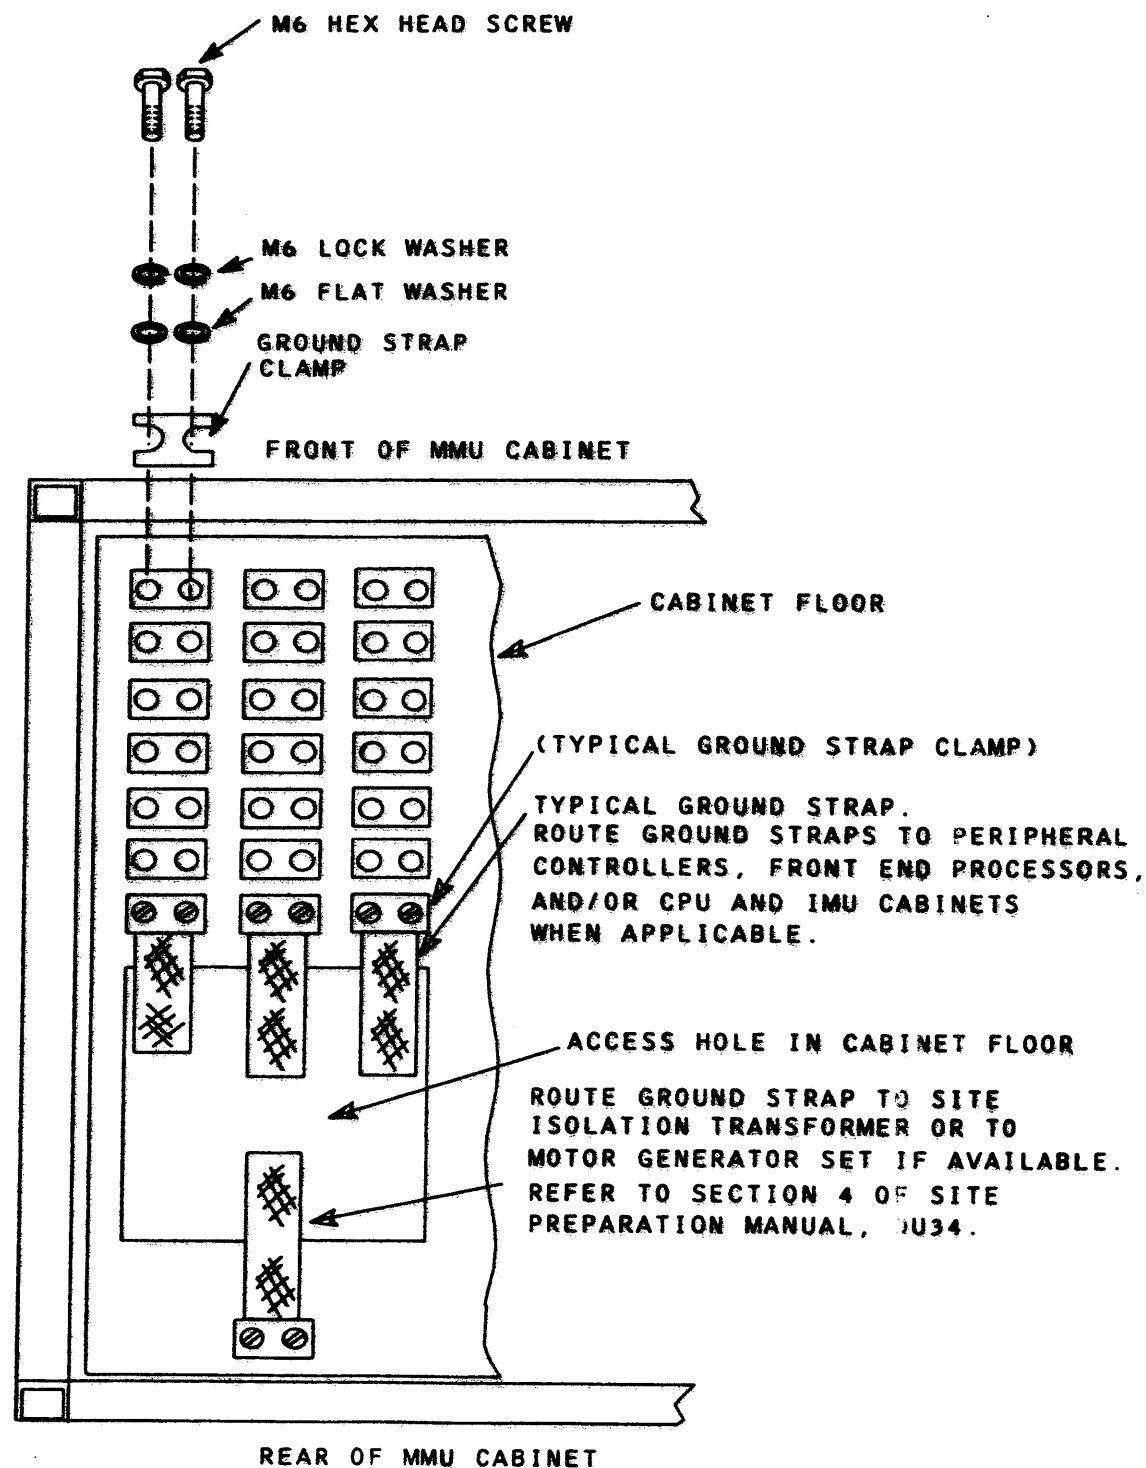 M6 HEX HEAD SCREW
M6 LOCK WASHER
M6 FLAT WASHER
GROUND STRAP
CLAMP
FRONT OF MMU CABINET
CABINET FLOOR
(TYPICAL GROUND STRAP CLAMP)
TYPICAL GROUND STRAP.
ROUTE GROUND STRAPS TO PERIPHERAL
CONTROLLERS, FRONT END PROCESSORS,
AND/OR CPU AND IMU CABINETS
WHEN APPLICABLE.
ACCESS HOLE IN CABINET FLOOR
ROUTE GROUND STRAP TO SITE
ISOLATION TRANSFORMER OR TO
MOTOR GENERATOR SET IF AVAILABLE.
REFER TO SECTION 4 OF SITE
PREPARATION MANUAL,
REAR OF MMU CABINET